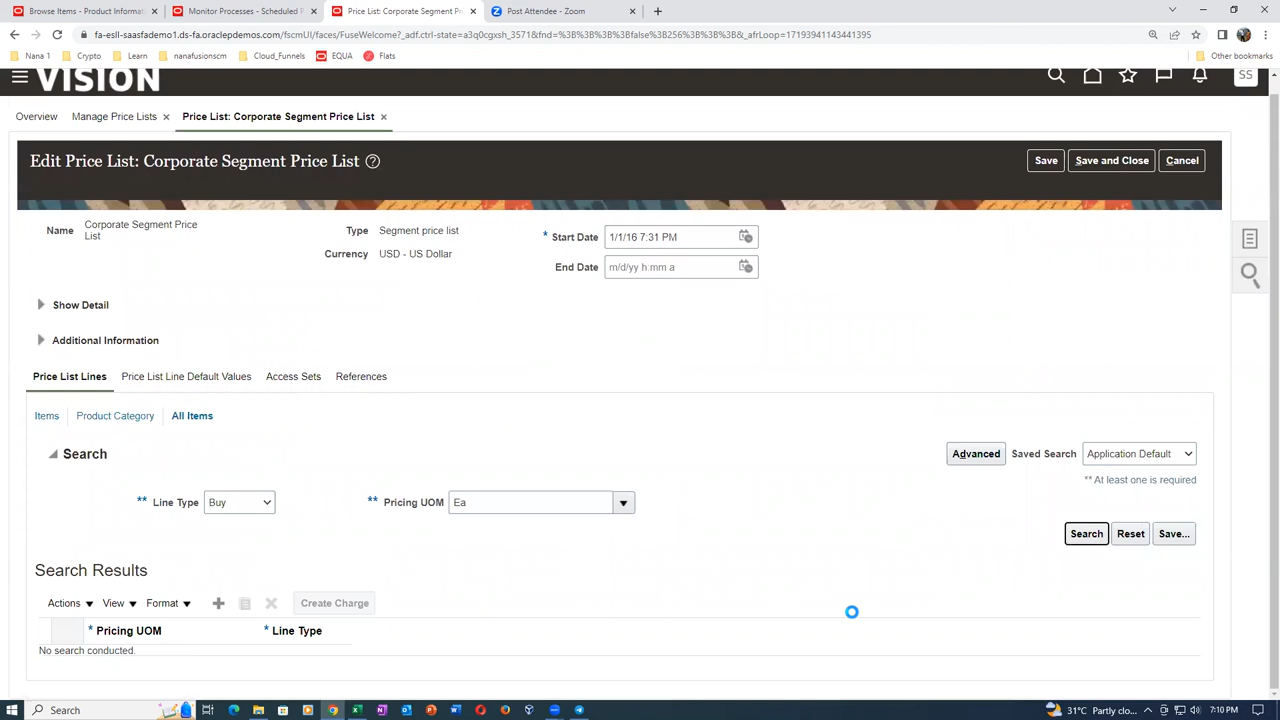 Browse Items - Product Informat
Monitor Processes - Scheduled P
Price List: Corporate Segment Pr
Post Attendee - Zoom
fa-esll-saasfademo1.ds-fa.oraclepdemos.com/fscmUI/faces/FuseWelcome?_adf.ctrl-state=a3q0cgxsh_3571&fnd=%3B%3B%3B%3Bfalse%3B256%3B%3B%3B&_afrLoop=17193941143441395
Nana 1 Crypto Learn nanafusionscm Cloud_Funnels EQUA Flats Other bookmarks
VISION SS
Overview Manage Price Lists Price List: Corporate Segment Price List
Edit Price List: Corporate Segment Price List
Save Save and Close Cancel
Name Corporate Segment Price List
Type Segment price list
Currency USD - US Dollar
* Start Date 1/1/16 7:31 PM
End Date m/d/yy h:mm a
Show Detail
Additional Information
Price List Lines Price List Line Default Values Access Sets References
Items Product Category All Items
Search
Advanced Saved Search Application Default
** At least one is required
** Line Type Buy ** Pricing UOM Ea
Search Reset Save...
Search Results
Actions View Format Create Charge
* Pricing UOM * Line Type
No search conducted.
Search 31°C Partly clo... 7:10 PM